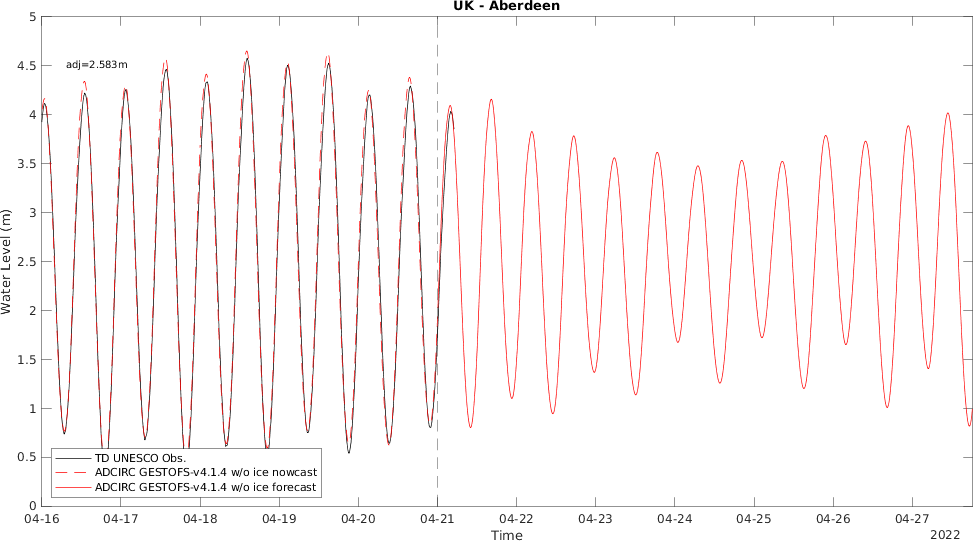 UK - Aberdeen
5
4.5
4
3.5
3
2.5
2
1.5
1
0.5
0
Water Level (m)
adj=2.583m
TD UNESCO Obs.
ADCIRC GESTOFS-v4.1.4 w/o ice nowcast
ADCIRC GESTOFS-v4.1.4 w/o ice forecast
04-16 04-17 04-18 04-19 04-20 04-21 04-22 04-23 04-24 04-25 04-26 04-27
Time
2022